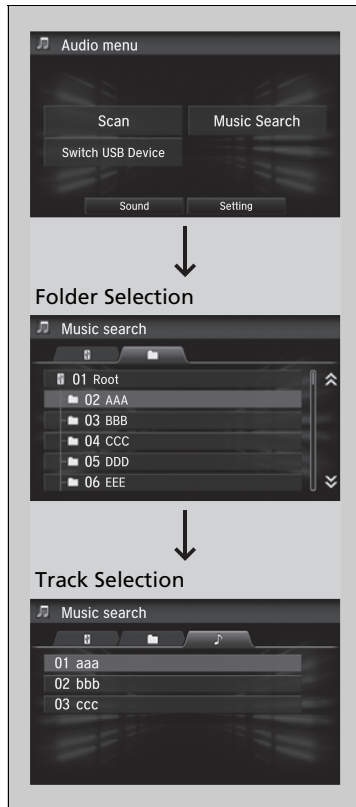 Audio menu
Scan Music Search
Switch USB Device
Sound Setting
Folder Selection
Music search
01 Root
02 AAA
03 BBB
04 CCC
05 DDD
06 EEE
Track Selection
Music search
01 aaa
02 bbb
03 ccc